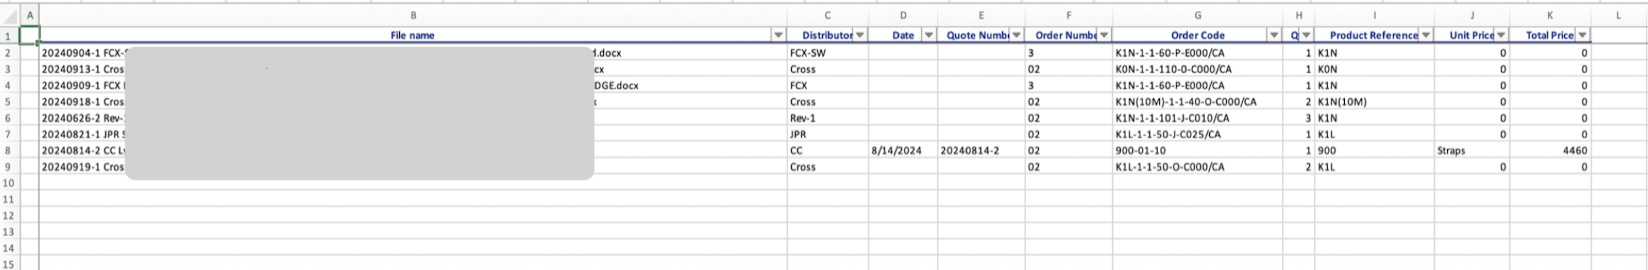 A B C D E F G H I J K L
1 File name Distributor Date Quote Numb Order Numbe Order Code Q Product Reference Unit Price Total Price
2 20240904-1 FCX- .docx FCX-SW 3 K1N-1-1-60-P-E000/CA 1 K1N 0 0
3 20240913-1 Cros cx Cross 02 K0N-1-1-110-0-C000/CA 1 K0N 0 0
4 20240909-1 FCX DGE.docx FCX 3 K1N-1-1-60-P-E000/CA 1 K1N 0 0
5 20240918-1 Cros Cross 02 K1N(10M)-1-1-40-O-C000/CA 2 K1N(10M) 0 0
6 20240626-2 Rev- Rev-1 02 K1N-1-1-101-J-C010/CA 3 K1N 0 0
7 20240821-1 JPR JPR 02 K1L-1-1-50-J-C025/CA 1 K1L 0 0
8 20240814-2 CC CC 8/14/2024 20240814-2 02 900-01-10 1 900 Straps 4460
9 20240919-1 Cros Cross 02 K1L-1-1-50-O-C000/CA 2 K1L 0 0
10
11
12
13
14
15